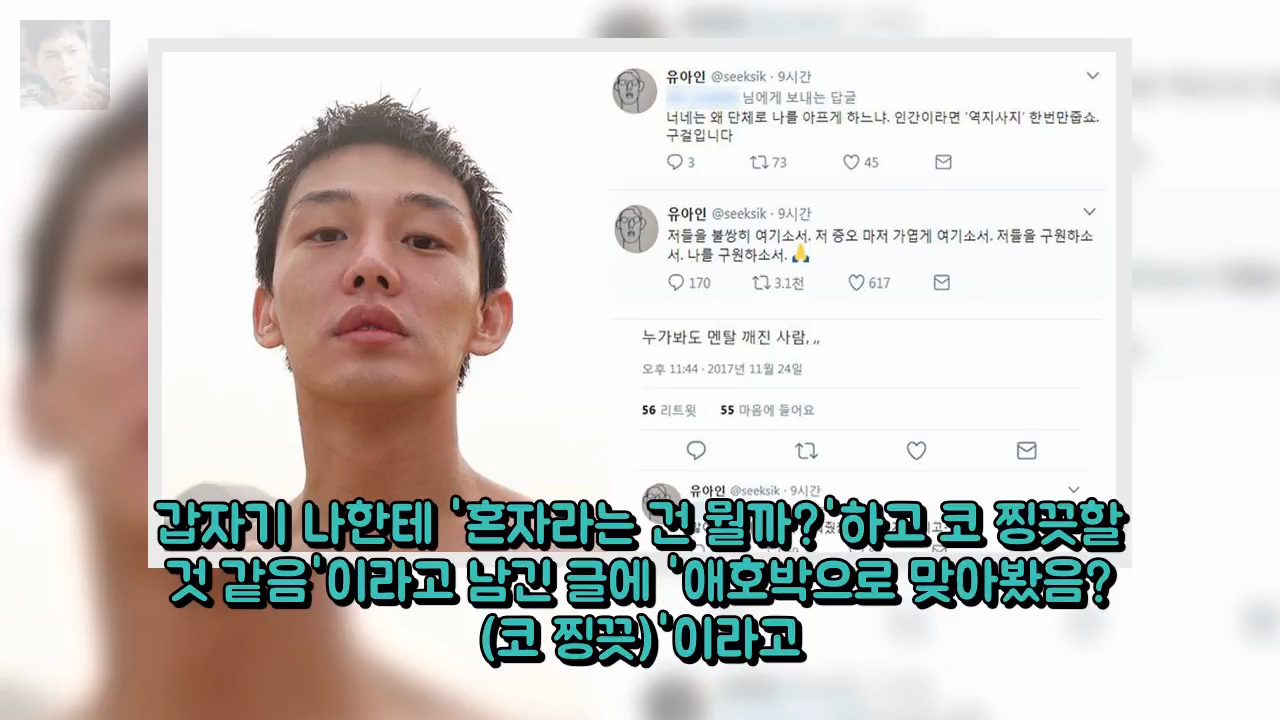 유아인 @seeksik · 9시간
님에게 보내는 답글
너네는 왜 단체로 나를 아프게 하느냐. 인간이라면 '역지사지' 한번만줍쇼.
구걸입니다
3 73 45
유아인 @seeksik · 9시간
저들을 불쌍히 여기소서. 저 증오 마저 가엽게 여기소서. 저들을 구원하소
서. 나를 구원하소서. 🙏
170 3.1천 617
누가봐도 멘탈 깨진 사람, ,,
오후 11:44 · 2017년 11월 24일
56 리트윗 55 마음에 들어요
유아인 @seeksik · 9시간
갑자기 나한테 '혼자라는 건 뭘까?'하고 코 찡긋할
것 같음'이라고 남긴 글에 '애호박으로 맞아봤음?
(코 찡긋)'이라고